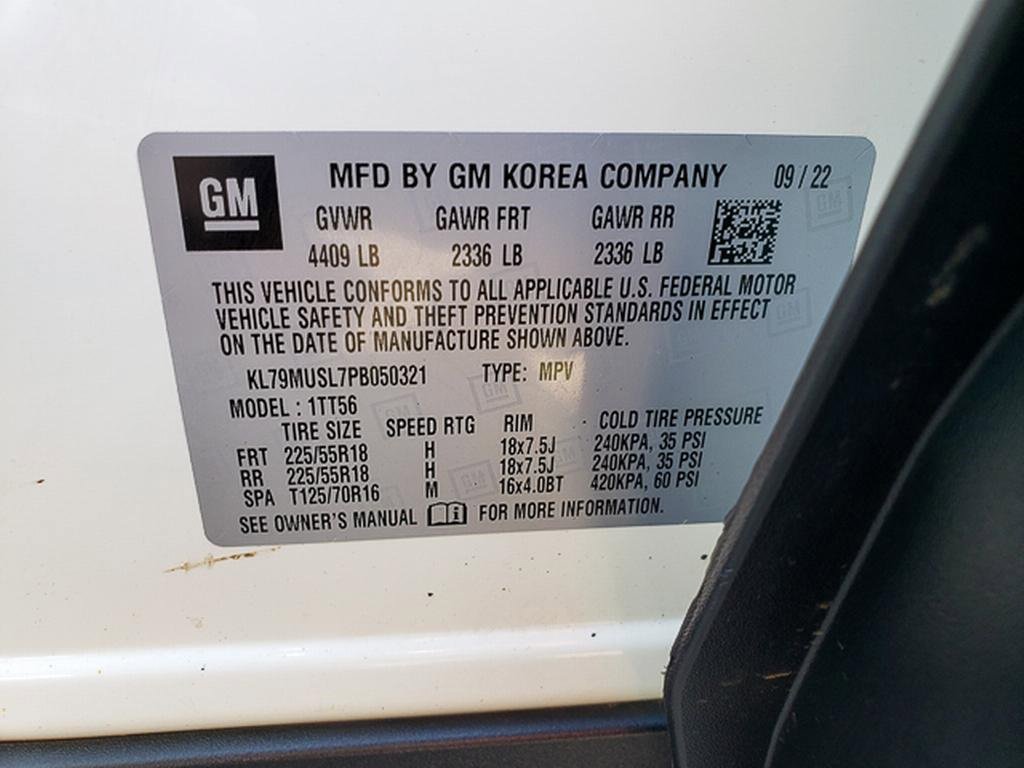 GM
MFD BY GM KOREA COMPANY 09 / 22
GVWR GAWR FRT GAWR RR
4409 LB 2336 LB 2336 LB
THIS VEHICLE CONFORMS TO ALL APPLICABLE U.S. FEDERAL MOTOR
VEHICLE SAFETY AND THEFT PREVENTION STANDARDS IN EFFECT
ON THE DATE OF MANUFACTURE SHOWN ABOVE.
KL79MUSL7PB050321 TYPE: MPV
MODEL : 1TT56
TIRE SIZE SPEED RTG RIM COLD TIRE PRESSURE
FRT 225/55R18 H 18x7.5J 240KPA, 35 PSI
RR 225/55R18 H 18x7.5J 240KPA, 35 PSI
SPA T125/70R16 M 16x4.0BT 420KPA, 60 PSI
SEE OWNER'S MANUAL FOR MORE INFORMATION.